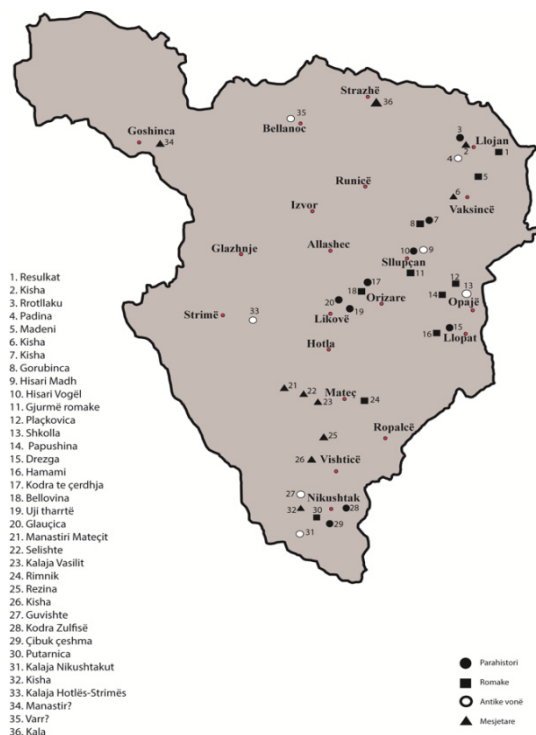 Strazhë
36
35
Bellanoc
Goshinca
34
3
Llojan
2
1
4
5
Runicë
6
Vaksincë
Izvor
8
7
Glazhnje
Allashec
10
9
Sllupçan
11
17
12
18
13
20
Orizare
14
Opajë
Strimë
33
19
Likovë
15
16
Llopat
Hotla
21
22
Mateç
23
24
25
Ropalcë
26
Vishticë
27
Nikushtak
32
30
28
29
31
1. Resulkat
2. Kisha
3. Rrotllaku
4. Padina
5. Madeni
6. Kisha
7. Kisha
8. Gorubinca
9. Hisari Madh
10. Hisari Vogël
11. Gjurmë romake
12. Plaçkovica
13. Shkolla
14. Papushina
15. Drezga
16. Hamami
17. Kodra te çerdhja
18. Bellovina
19. Uji thartë
20. Glauçica
21. Manastiri Mateçit
22. Selishte
23. Kalaja Vasilit
24. Rimnik
25. Rezina
26. Kisha
27. Guvishte
28. Kodra Zulfisë
29. Çibuk çeshma
30. Putarnica
31. Kalaja Nikushtakut
32. Kisha
33. Kalaja Hotlës-Strimës
34. Manastir?
35. Varr?
36. Kala
Parahistori
Romake
Antike vonë
Mesjetare